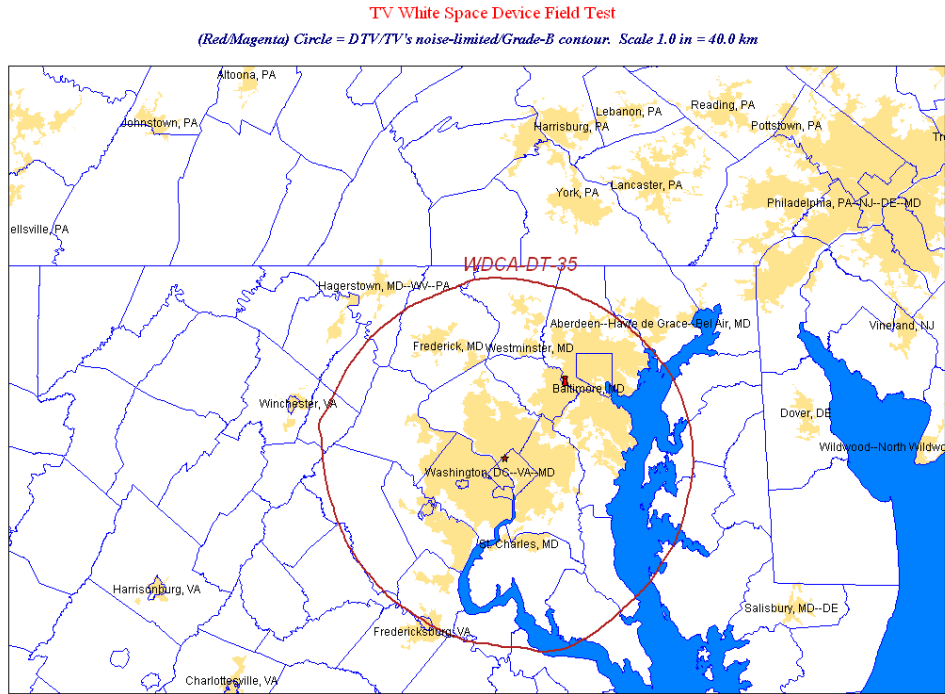 TV White Space Device Field Test
(Red/Magenta) Circle = DTV/TV's noise-limited/Grade-B contour. Scale 1.0 in = 40.0 km
Altoona, PA
Johnstown, PA
Lebanon, PA
Reading, PA
Harrisburg, PA
Pottstown, PA
Lancaster, PA
York, PA
Philadelphia, PA--NJ--DE--MD
ellsville, PA
WDCA-DT-35
Hagerstown, MD--WV--PA
Aberdeen--Havre de Grace--Bel Air, MD
Vineland, NJ
Frederick, MD
Westminster, MD
Baltimore, MD
Winchester, VA
Dover, DE
Wildwood--North Wildwo
Washington, DC--VA--MD
St. Charles, MD
Harrisonburg, VA
Salisbury, MD--DE
Fredericksburg, VA
Charlottesville, VA